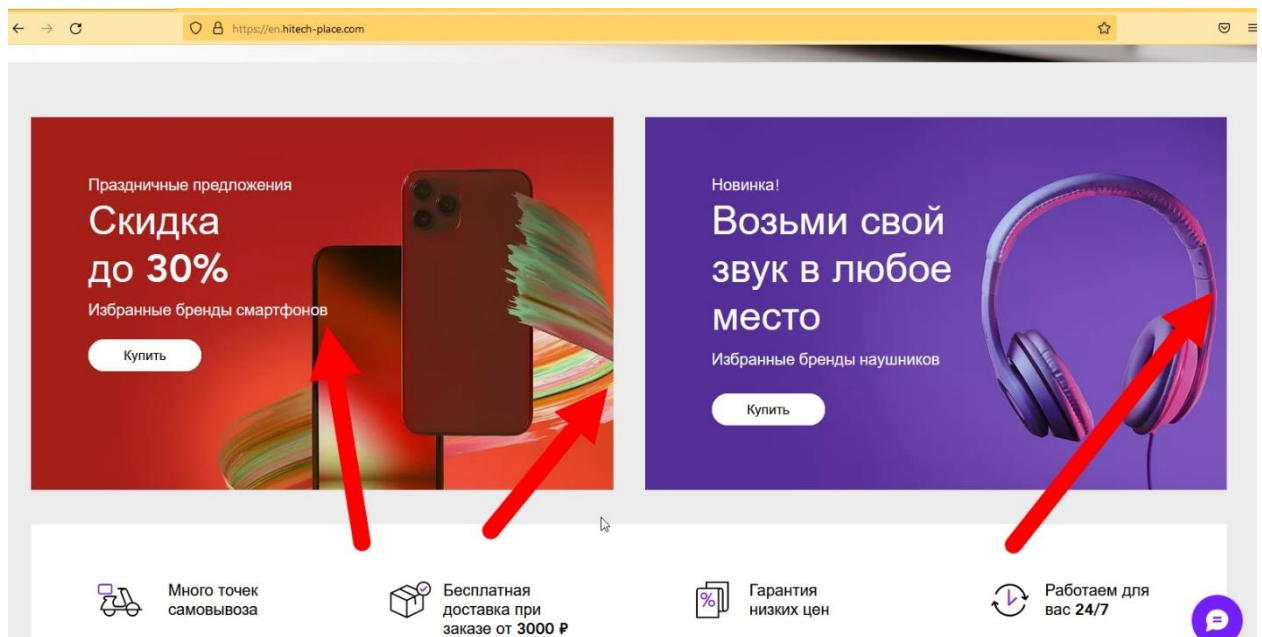 https://en.hitech-place.com
Праздничные предложения
Скидка
до 30%
Избранные бренды смартфонов
Купить
Новинка!
Возьми свой
звук в любое
место
Избранные бренды наушников
Купить
Много точек
самовывоза
Бесплатная
доставка при
заказе от 3000 ₽
%
Гарантия
низких цен
Работаем для
вас 24/7